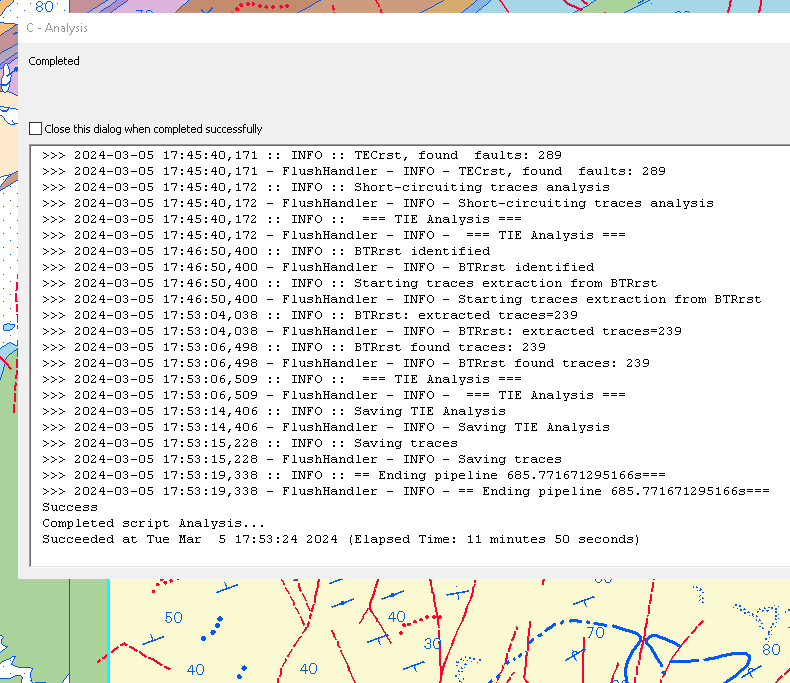 80
70
C - Analysis
Completed
Close this dialog when completed successfully
>>> 2024-03-05 17:45:40,171 :: INFO :: TECrst, found  faults: 289
>>> 2024-03-05 17:45:40,171 - FlushHandler - INFO - TECrst, found  faults: 289
>>> 2024-03-05 17:45:40,172 :: INFO :: Short-circuiting traces analysis
>>> 2024-03-05 17:45:40,172 - FlushHandler - INFO - Short-circuiting traces analysis
>>> 2024-03-05 17:45:40,172 :: INFO ::  === TIE Analysis ===
>>> 2024-03-05 17:45:40,172 - FlushHandler - INFO -  === TIE Analysis ===
>>> 2024-03-05 17:46:50,400 :: INFO :: BTRrst identified
>>> 2024-03-05 17:46:50,400 - FlushHandler - INFO - BTRrst identified
>>> 2024-03-05 17:46:50,400 :: INFO :: Starting traces extraction from BTRrst
>>> 2024-03-05 17:46:50,400 - FlushHandler - INFO - Starting traces extraction from BTRrst
>>> 2024-03-05 17:53:04,038 :: INFO :: BTRrst: extracted traces=239
>>> 2024-03-05 17:53:04,038 - FlushHandler - INFO - BTRrst: extracted traces=239
>>> 2024-03-05 17:53:06,498 :: INFO :: BTRrst found traces: 239
>>> 2024-03-05 17:53:06,498 - FlushHandler - INFO - BTRrst found traces: 239
>>> 2024-03-05 17:53:06,509 :: INFO ::  === TIE Analysis ===
>>> 2024-03-05 17:53:06,509 - FlushHandler - INFO -  === TIE Analysis ===
>>> 2024-03-05 17:53:14,406 :: INFO :: Saving TIE Analysis
>>> 2024-03-05 17:53:14,406 - FlushHandler - INFO - Saving TIE Analysis
>>> 2024-03-05 17:53:15,228 :: INFO :: Saving traces
>>> 2024-03-05 17:53:15,228 - FlushHandler - INFO - Saving traces
>>> 2024-03-05 17:53:19,338 :: INFO :: == Ending pipeline 685.771671295166s===
>>> 2024-03-05 17:53:19,338 - FlushHandler - INFO - == Ending pipeline 685.771671295166s===
Success
Completed script Analysis...
Succeeded at Tue Mar  5 17:53:24 2024 (Elapsed Time: 11 minutes 50 seconds)
50
40
30
70
80
40
40